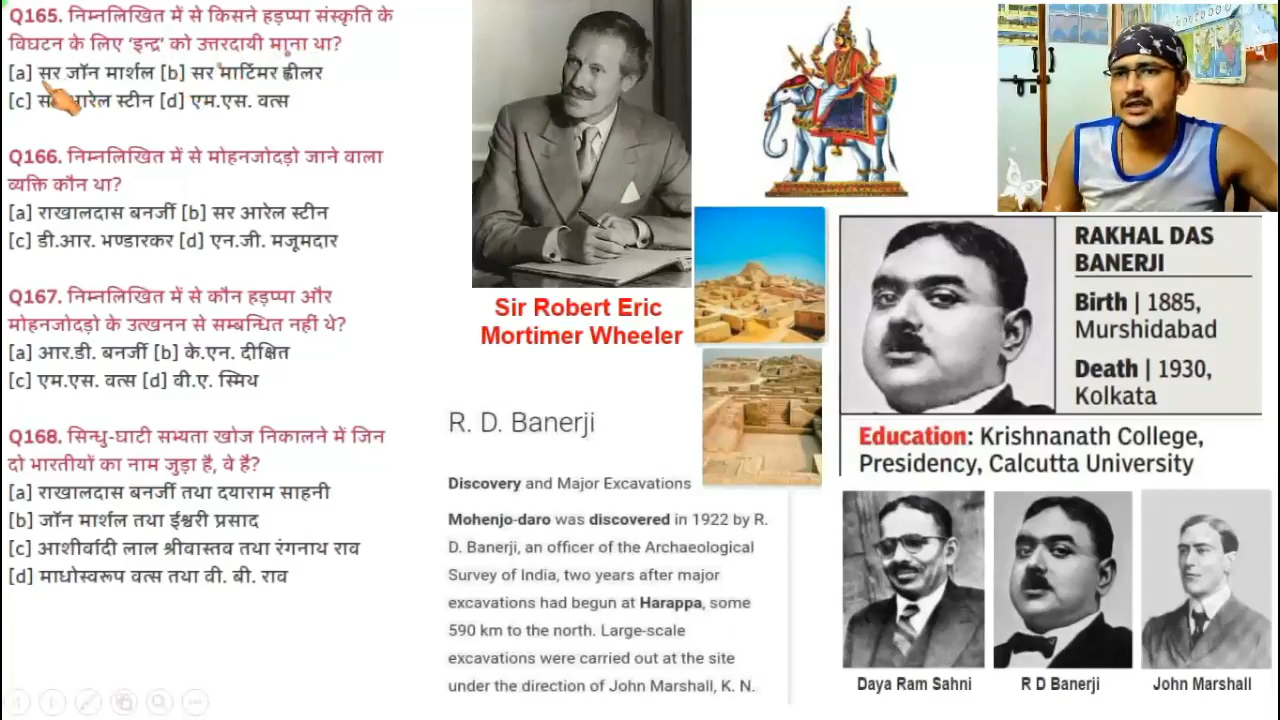 Q165. निम्नलिखित में से किसने हड़प्पा संस्कृति के
विघटन के लिए ‘इन्द्र’ को उत्तरदायी माना था?
[a] सर जॉन मार्शल [b] सर मार्टिमर ह्वीलर
[c] आरेल स्टीन [d] एम.एस. वत्स
Q166. निम्नलिखित में से मोहनजोदड़ो जाने वाला
व्यक्ति कौन था?
[a] राखालदास बनर्जी [b] सर आरेल स्टीन
[c] डी.आर. भण्डारकर [d] एन.जी. मजूमदार
Q167. निम्नलिखित में से कौन हड़प्पा और
मोहनजोदड़ो के उत्खनन से सम्बन्धित नहीं थे?
[a] आर.डी. बनर्जी [b] के.एन. दीक्षित
[c] एम.एस. वत्स [d] वी.ए. स्मिथ
Q168. सिन्धु-घाटी सभ्यता खोज निकालने में जिन
दो भारतीयों का नाम जुड़ा है, वे है?
[a] राखालदास बनर्जी तथा दयाराम साहनी
[b] जॉन मार्शल तथा ईश्वरी प्रसाद
[c] आशीर्वादी लाल श्रीवास्तव तथा रंगनाथ राव
[d] माधोस्वरूप वत्स तथा वी. बी. राव
Sir Robert Eric
Mortimer Wheeler
R. D. Banerji
Discovery and Major Excavations
Mohenjo-daro was discovered in 1922 by R.
D. Banerji, an officer of the Archaeological
Survey of India, two years after major
excavations had begun at Harappa, some
590 km to the north. Large-scale
excavations were carried out at the site
under the direction of John Marshall, K. N.
RAKHAL DAS
BANERJI
Birth | 1885,
Murshidabad
Death | 1930,
Kolkata
Education: Krishnanath College,
Presidency, Calcutta University
Daya Ram Sahni
R D Banerji
John Marshall